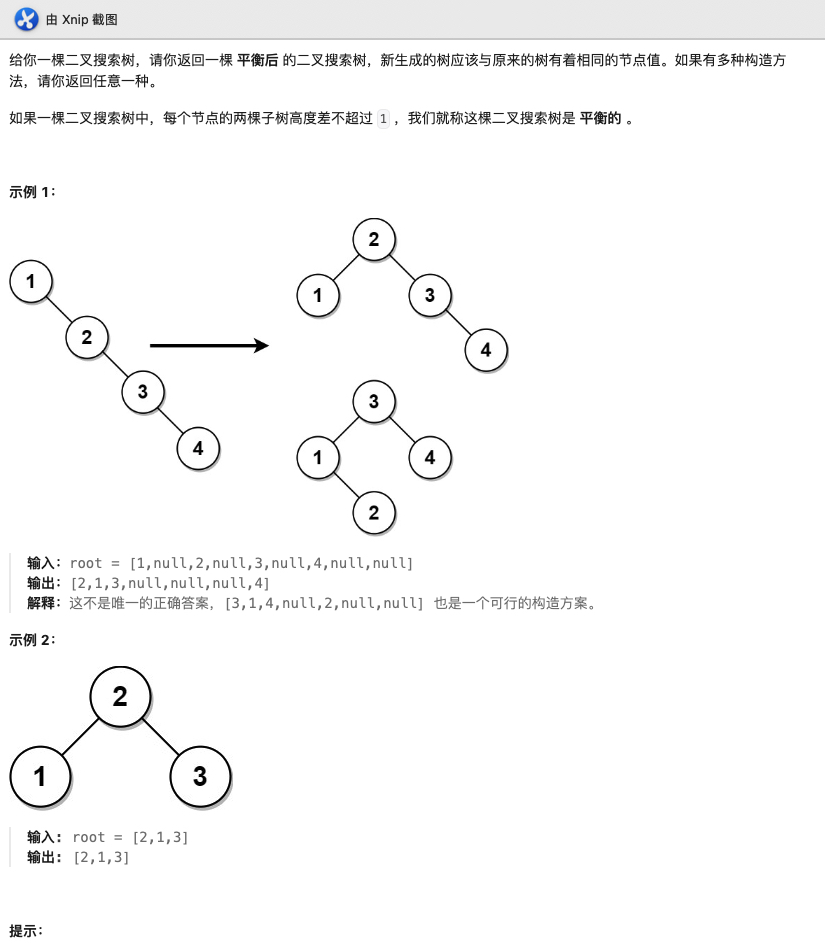 由 Xnip 截图
给你一棵二叉搜索树，请你返回一棵 平衡后 的二叉搜索树，新生成的树应该与原来的树有着相同的节点值。如果有多种构造方
法，请你返回任意一种。
如果一棵二叉搜索树中，每个节点的两棵子树高度差不超过 1 ，我们就称这棵二叉搜索树是 平衡的 。
示例 1：
1
2
3
4
2
1
3
4
3
1
4
2
输入：root = [1,null,2,null,3,null,4,null,null]
输出：[2,1,3,null,null,null,4]
解释：这不是唯一的正确答案，[3,1,4,null,2,null,null] 也是一个可行的构造方案。
示例 2：
2
1
3
输入: root = [2,1,3]
输出: [2,1,3]
提示：